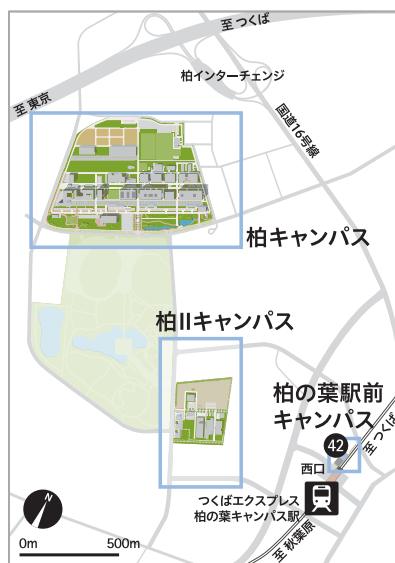 至 つくば
柏インターチェンジ
至 東京
国道16号線
柏キャンパス
柏IIキャンパス
柏の葉駅前
キャンパス
42
至 つくば
西口
つくばエクスプレス
柏の葉キャンパス駅
至 秋葉原
0m
500m